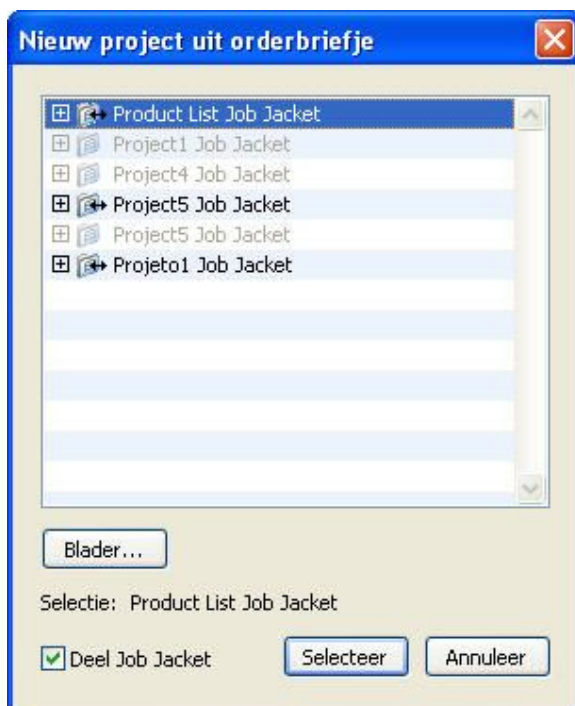 Nieuw project uit orderbriefje
Product List Job Jacket
Project1 Job Jacket
Project4 Job Jacket
Project5 Job Jacket
Project5 Job Jacket
Projeto1 Job Jacket
Blader...
Selectie: Product List Job Jacket
Deel Job Jacket Selecteer Annuleer